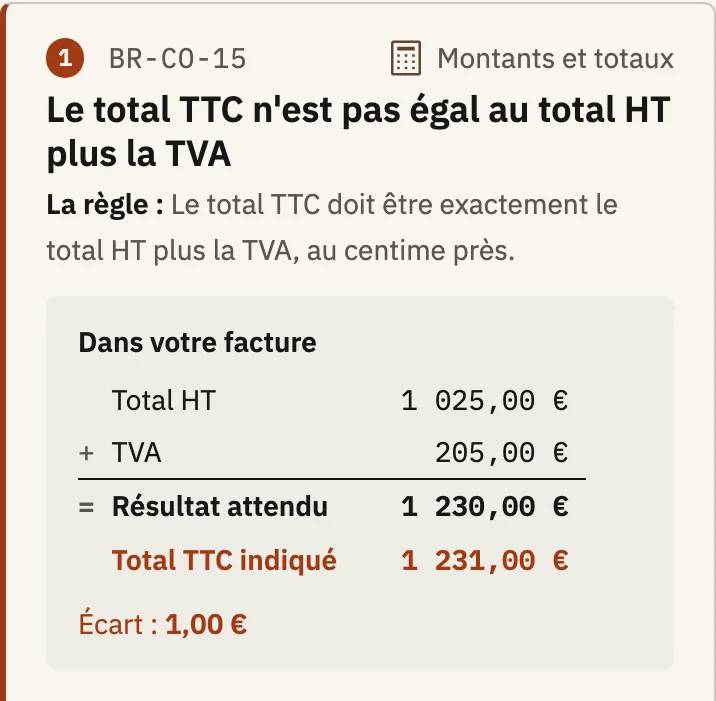 1 BR-CO-15 Montants et totaux
Le total TTC n'est pas égal au total HT
plus la TVA
La règle : Le total TTC doit être exactement le
total HT plus la TVA, au centime près.
Dans votre facture
Total HT 1 025,00 €
+ TVA 205,00 €
= Résultat attendu 1 230,00 €
Total TTC indiqué 1 231,00 €
Écart : 1,00 €